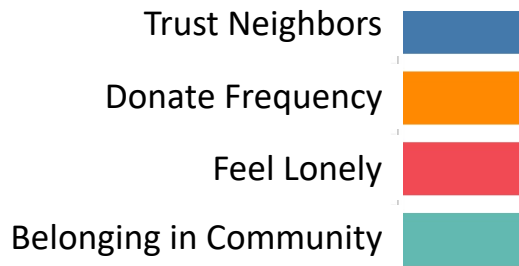 Trust Neighbors
Donate Frequency
Feel Lonely
Belonging in Community